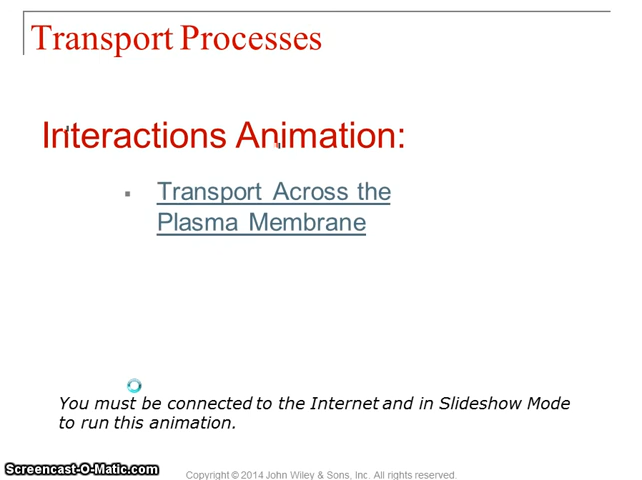 Transport Processes
Interactions Animation:
▪ Transport Across the
Plasma Membrane
You must be connected to the Internet and in Slideshow Mode
to run this animation.
Screencast-O-Matic.com
Copyright © 2014 John Wiley & Sons, Inc. All rights reserved.